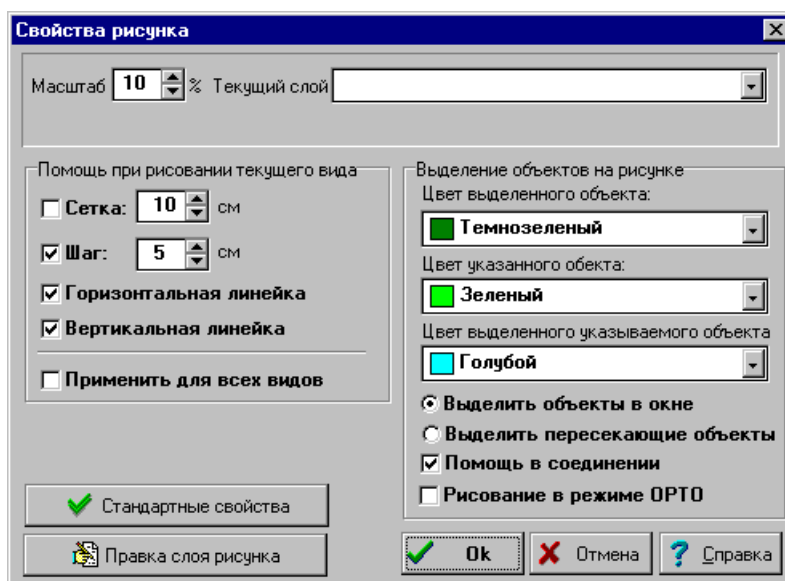 Свойства рисунка
Масштаб 10 % Текущий слой
Помощь при рисовании текущего вида
Сетка: 10 см
Шаг: 5 см
Горизонтальная линейка
Вертикальная линейка
Применить для всех видов
Выделение объектов на рисунке
Цвет выделенного объекта:
Темнозеленый
Цвет указанного обекта:
Зеленый
Цвет выделенного указываемого объекта
Голубой
Выделить объекты в окне
Выделить пересекающие объекты
Помощь в соединении
Рисование в режиме ОРТО
Стандартные свойства
Правка слоя рисунка
Ok Отмена Справка